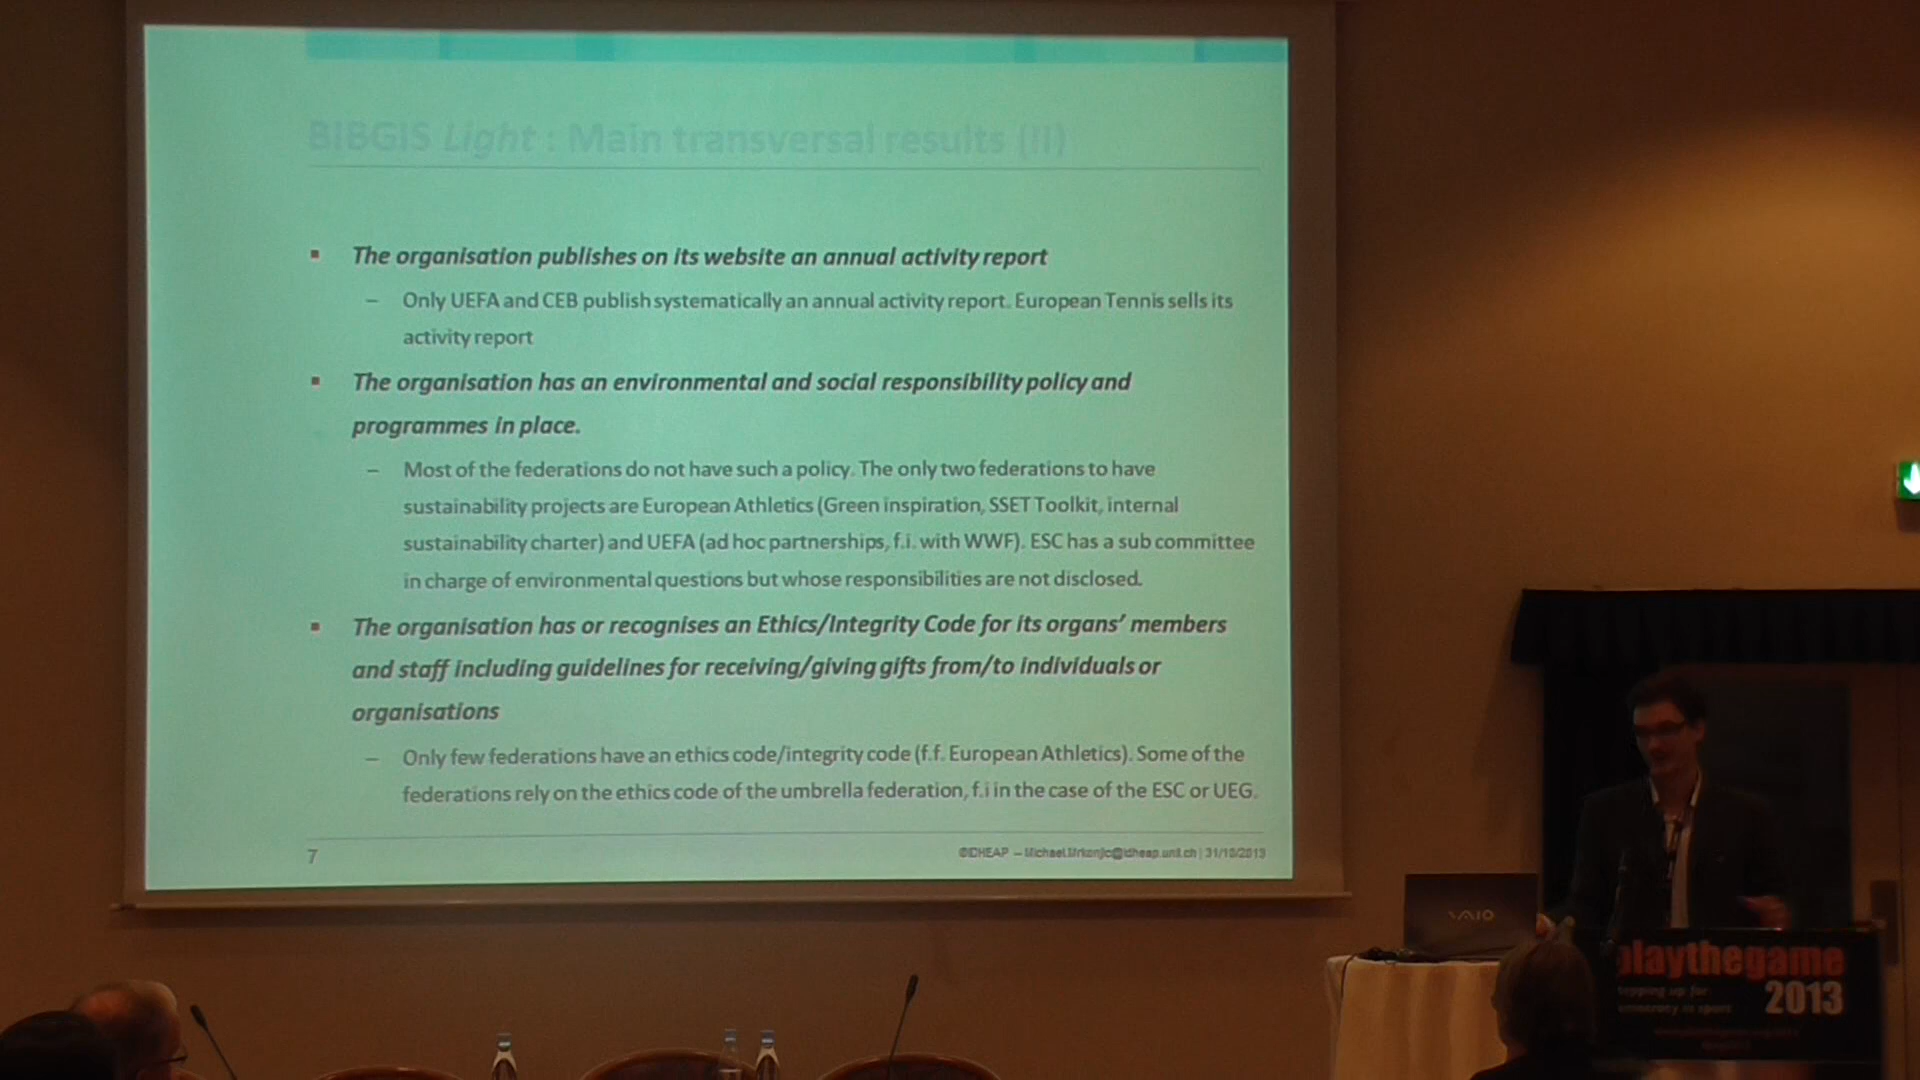 BIBGIS Light : Main transversal results (II)
The organisation publishes on its website an annual activity report
– Only UEFA and CEB publish systematically an annual activity report. European Tennis sells its
activity report
The organisation has an environmental and social responsibility policy and
programmes in place.
– Most of the federations do not have such a policy. The only two federations to have
sustainability projects are European Athletics (Green inspiration, SSET Toolkit, internal
sustainability charter) and UEFA (ad hoc partnerships, f.i. with WWF). ESC has a sub committee
in charge of environmental questions but whose responsibilities are not disclosed.
The organisation has or recognises an Ethics/Integrity Code for its organs' members
and staff including guidelines for receiving/giving gifts from/to individuals or
organisations
– Only few federations have an ethics code/integrity code (f.f. European Athletics). Some of the
federations rely on the ethics code of the umbrella federation, f.i in the case of the ESC or UEG.
7
©IDHEAP – Michael.Mrkonjic@idheap.unil.ch | 31/10/2013
VAIO
playthegame
2013